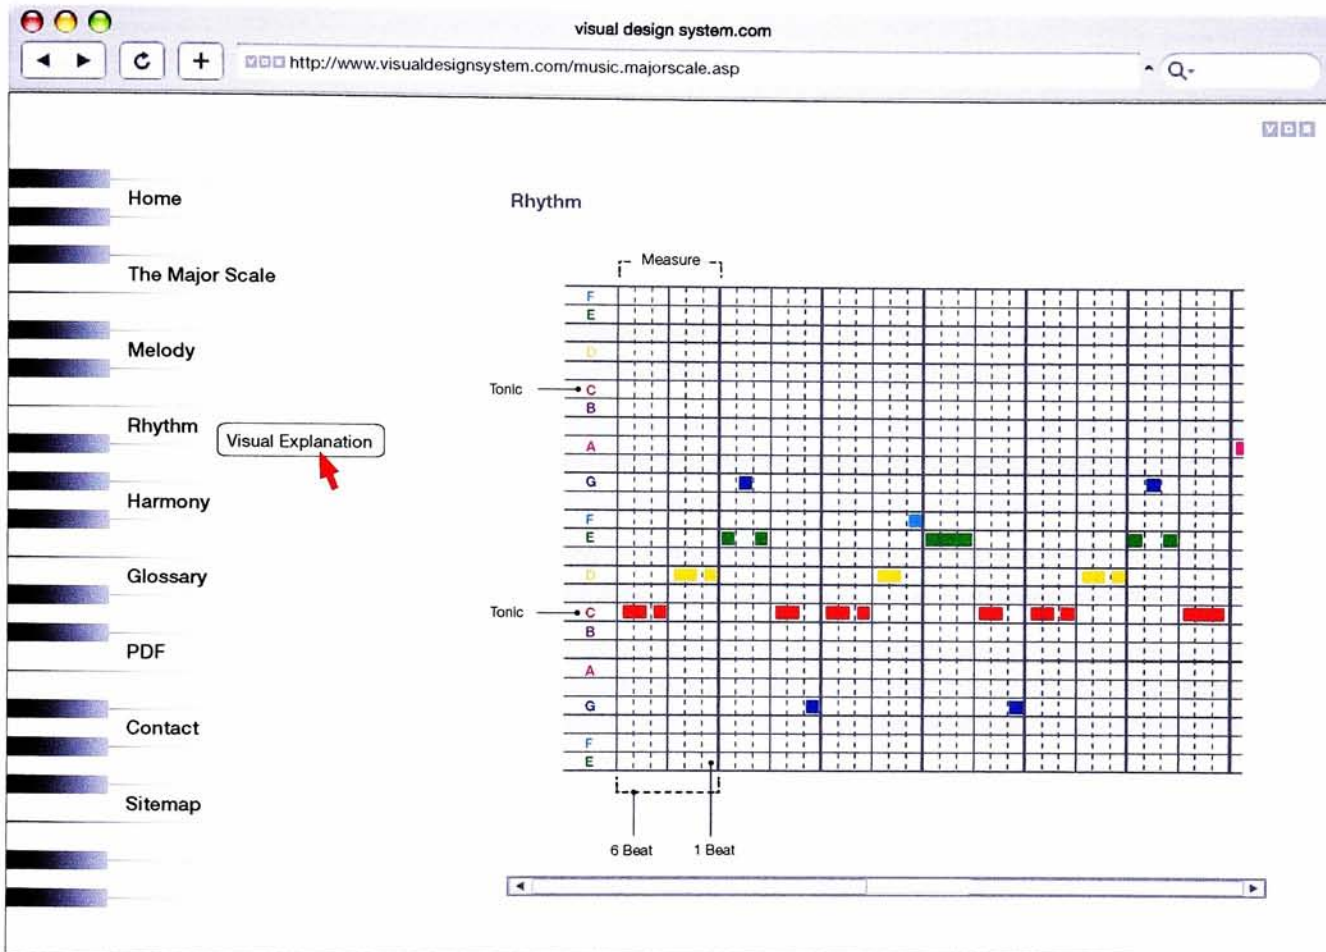 visual design system.com
http://www.visualdesignsystem.com/music.majorscale.asp
Home
The Major Scale
Melody
Rhythm
Visual Explanation
Harmony
Glossary
PDF
Contact
Sitemap
Rhythm
Measure
F
E
D
Tonic
C
B
A
G
F
E
D
Tonic
C
B
A
G
F
E
6 Beat
1 Beat